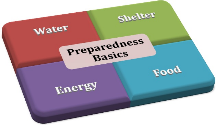 Water
Shelter
Preparedness
Basics
Energy
Food